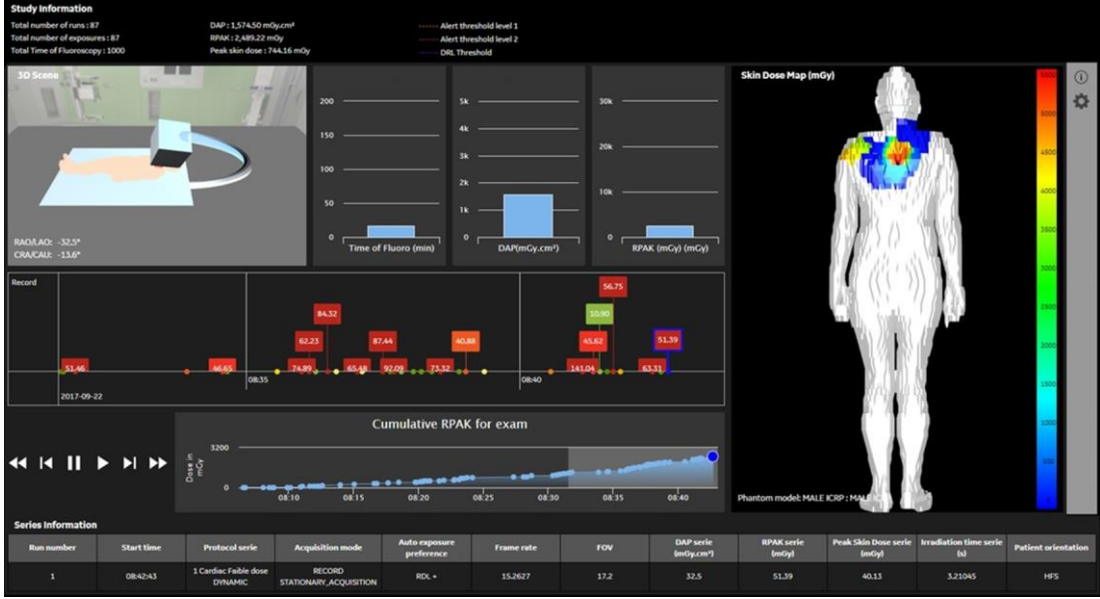 Study Information
Total number of runs : 87
Total number of exposures : 87
Total Time of Fluoroscopy : 1000
DAP : 1,574.50 mGy.cm²
RPAK : 2,489.22 mGy
Peak skin dose : 744.16 mGy
Alert threshold level 1
Alert threshold level 2
DRL Threshold
3D Scene
RAO/LAO: -32.5°
CRA/CAU: -13.6°
200
150
100
50
0
Time of Fluoro (min)
5k
4k
3k
2k
1k
0
DAP(mGy.cm²)
30k
20k
10k
0
RPAK (mGy) (mGy)
Skin Dose Map (mGy)
5000
4500
4000
3500
3000
2500
2000
1500
1000
500
Phantom model: MALE ICRP : MALE
Record
56.75
84.32
10.90
62.23
87.44
40.88
45.62
51.39
51.46
46.65
74.89
65.48
92.09
73.32
141.04
63.31
08:35
08:40
2017-09-22
Cumulative RPAK for exam
Dose in mGy
3200
0
08:10
08:15
08:20
08:25
08:30
08:35
08:40
Series Information
Run number
Start time
Protocol serie
Acquisition mode
Auto exposure preference
Frame rate
FOV
DAP serie (mGy.cm²)
RPAK serie (mGy)
Peak Skin Dose serie (mGy)
Irradiation time serie (s)
Patient orientation
1
08:42:43
1 Cardiac Faible dose DYNAMIC
RECORD STATIONARY_ACQUISITION
RDL +
15.2627
17.2
32.5
51.39
40.13
3.21045
HFS